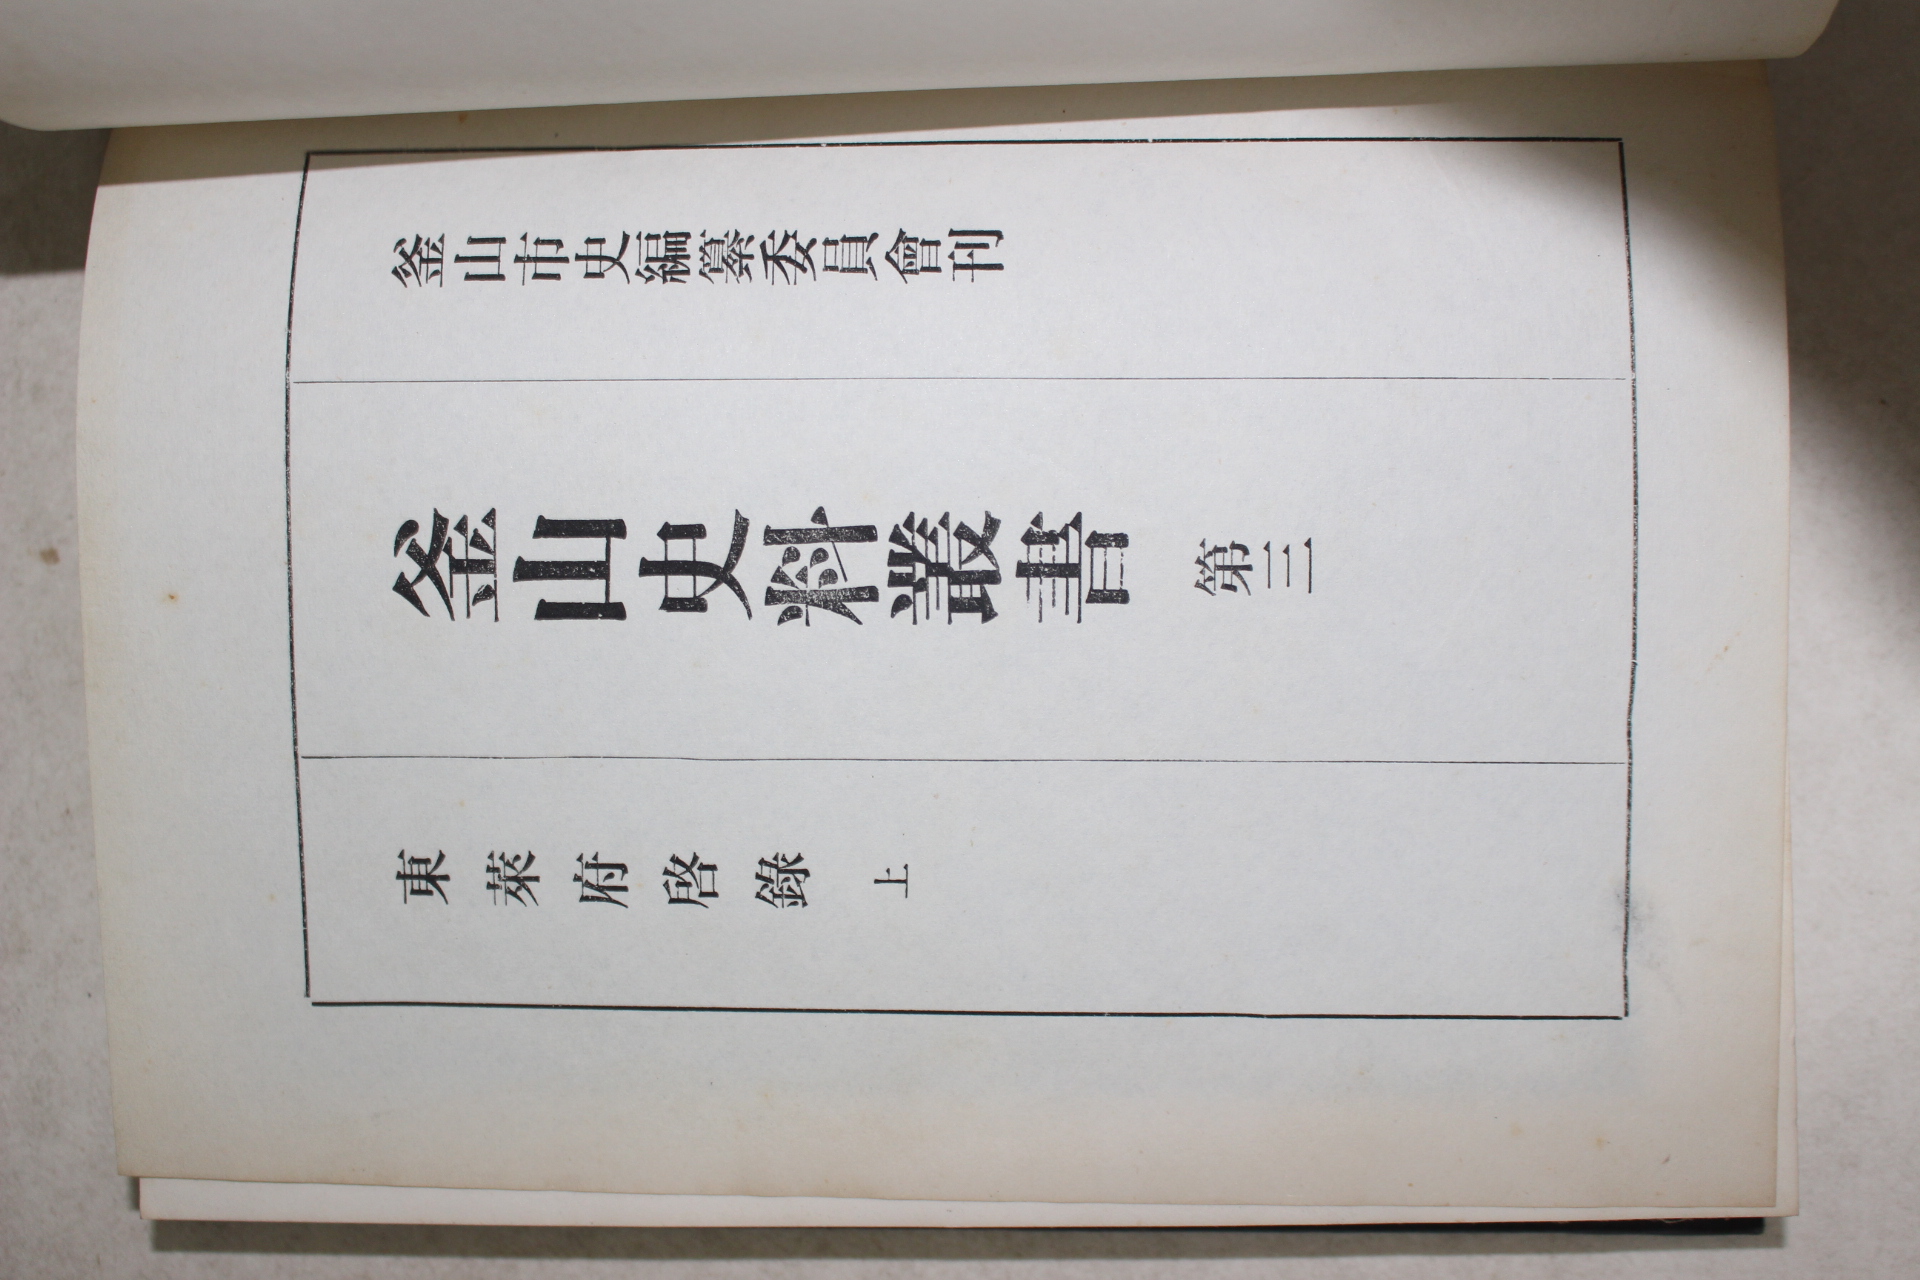 釜山市史編纂委員會刊
釜山史料叢書 第三
東萊府啓錄 上